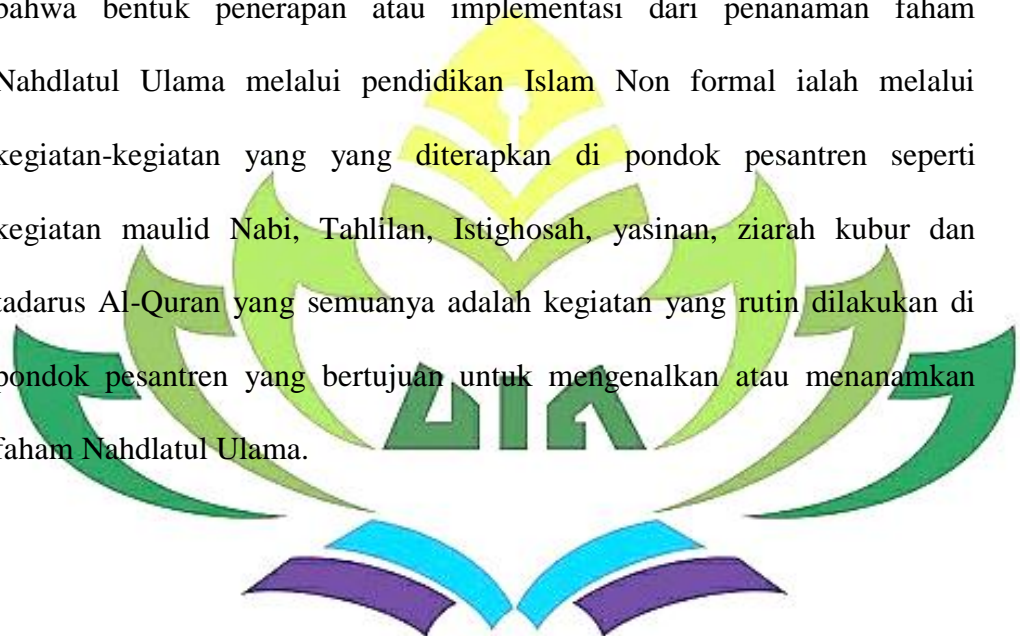 bahwa bentuk penerapan atau implementasi dari penanaman faham
Nahdlatul Ulama melalui pendidikan Islam Non formal ialah melalui
kegiatan-kegiatan yang yang diterapkan di pondok pesantren seperti
kegiatan maulid Nabi, Tahlilan, Istighosah, yasinan, ziarah kubur dan
tadarus Al-Quran yang semuanya adalah kegiatan yang rutin dilakukan di
pondok pesantren yang bertujuan untuk mengenalkan atau menanamkan
faham Nahdlatul Ulama.